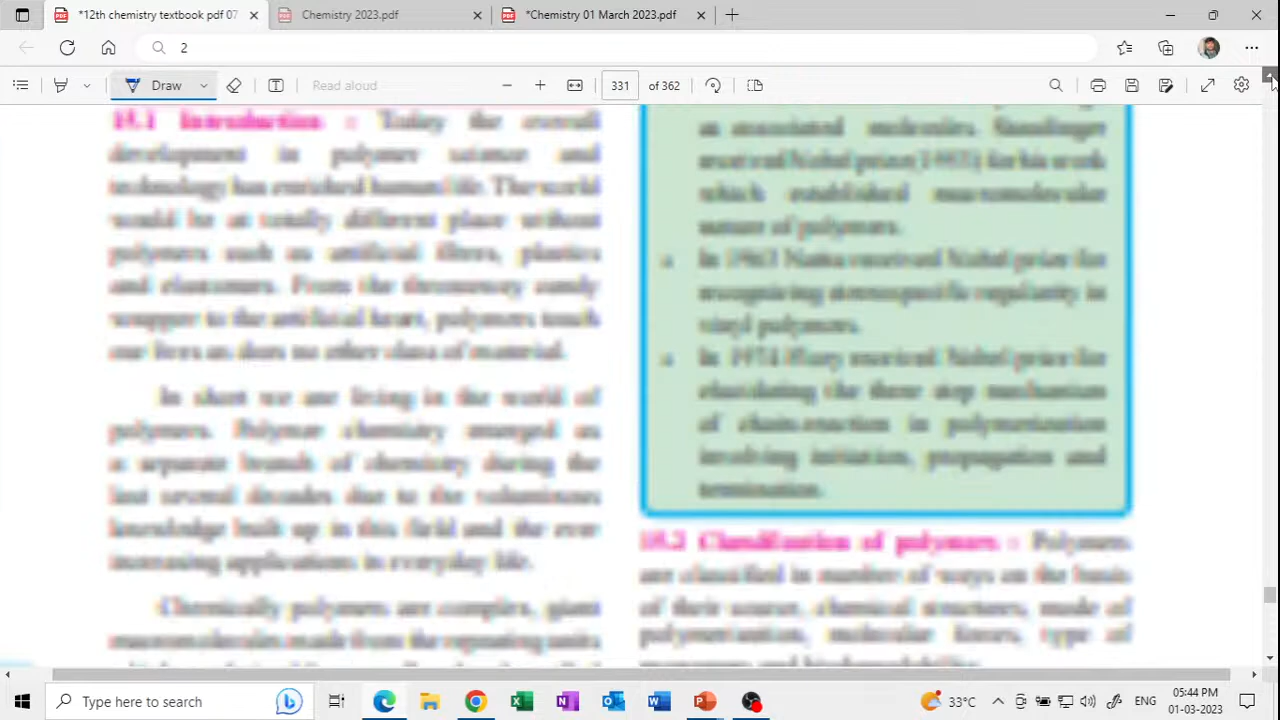 *12th chemistry textbook pdf 07
Chemistry 2023.pdf
*Chemistry 01 March 2023.pdf
2
Draw
Read aloud
331 of 362
15.1 Introduction : Today the overall
development in polymer science and
technology has enriched human life. The world
would be at totally different place without
polymers such as artificial fibres, plastics
and elastomers. From the throwaway candy
wrapper to the artificial heart, polymers touch
our lives as does no other class of material.
In short we are living in the world of
polymers. Polymer chemistry emerged as
a separate branch of chemistry during the
last several decades due to the voluminous
knowledge built up in this field and the ever
increasing applications in everyday life.
Chemically polymers are complex, giant
macromolecules made from the repeating units
as associated molecules. Staudinger
received Nobel prize for his work
which established macromolecular
nature of polymers.
In 1963 Natta received Nobel prize for
recognizing stereospecific regularity in
vinyl polymers.
In 1974 Flory received Nobel prize for
elucidating the three step mechanism
of chain reaction in polymerization
involving initiation, propagation and
termination.
15.2 Classification of polymers : Polymers
are classified in number of ways on the basis
of their source, chemical structures, mode of
polymerization, molecular forces, type of
Type here to search
33°C
ENG
05:44 PM
01-03-2023